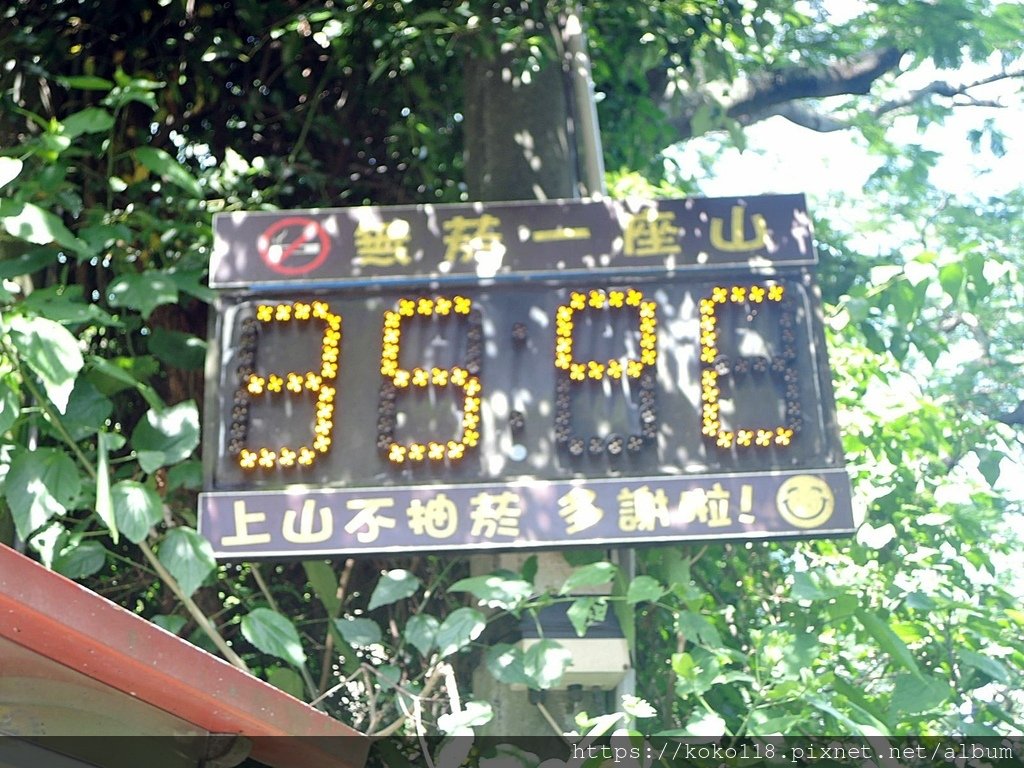 無菸一座山
35°C
上山不抽菸 多謝啦!
https://koko118.pixnet.net/album